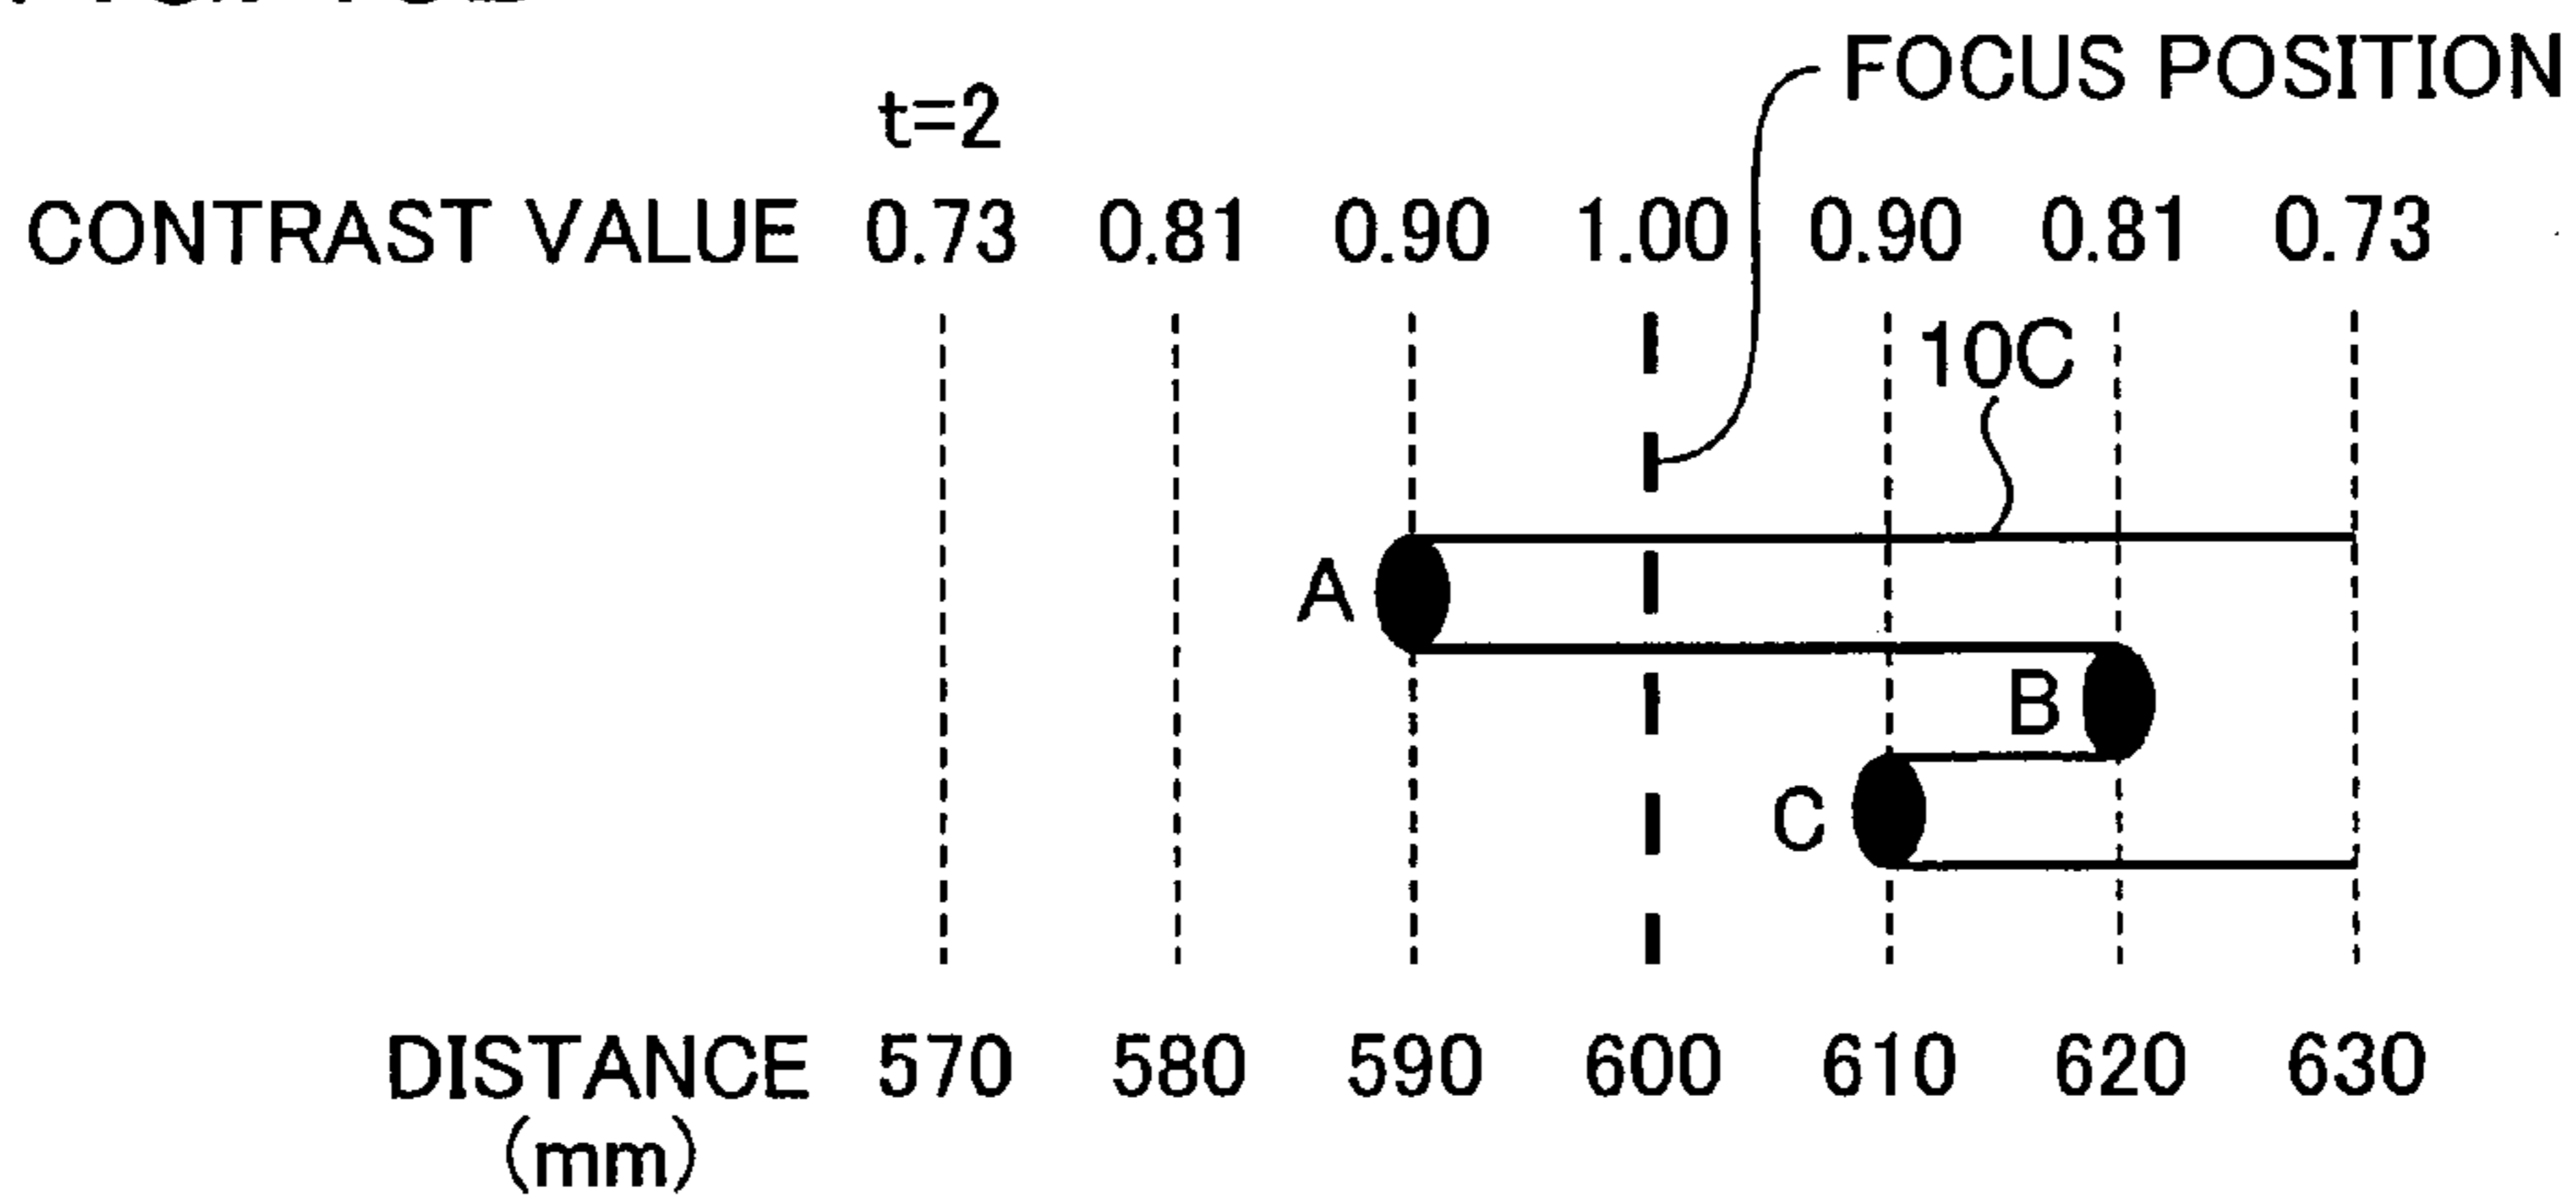 FOCUS POSITION
t=2
CONTRAST VALUE 0.73 0.81 0.90 1.00 0.90 0.81 0.73
10C
A
B
C
DISTANCE 570 580 590 600 610 620 630
(mm)